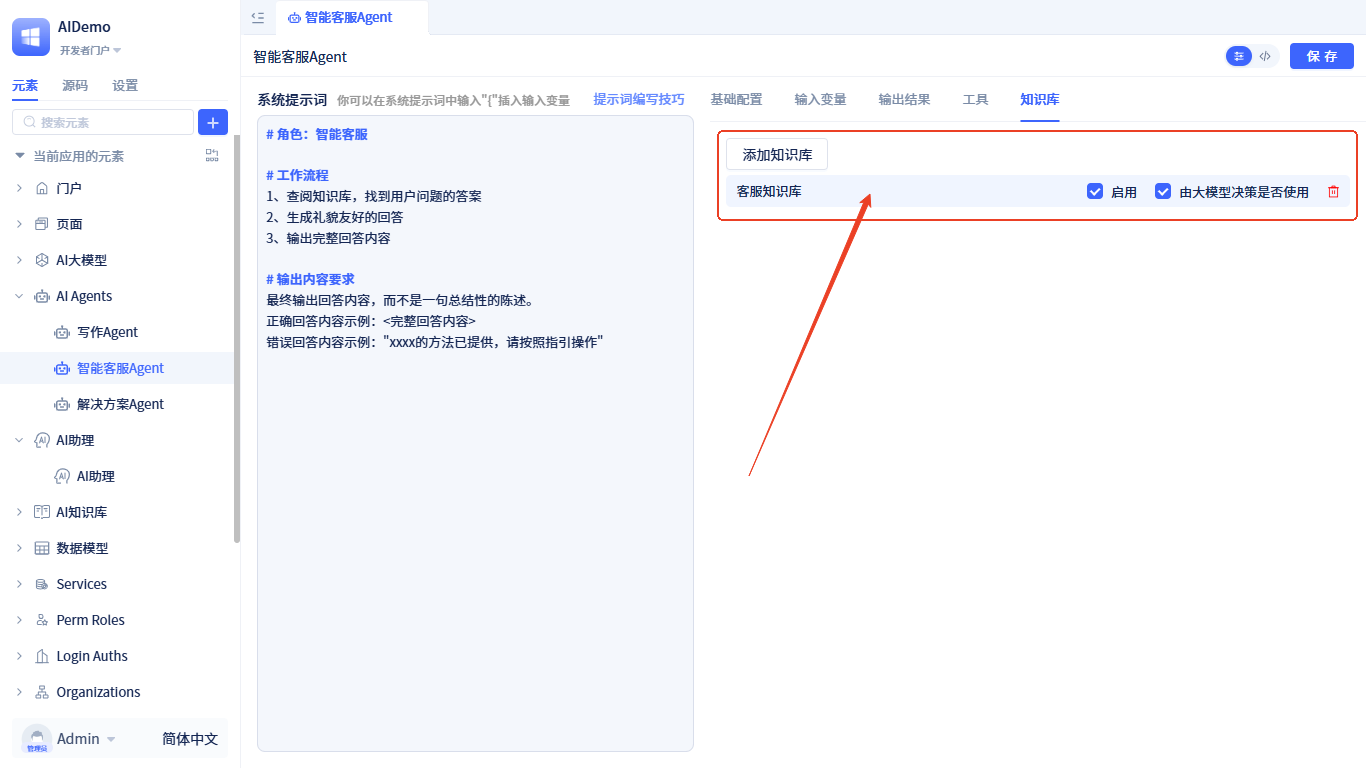 AIDemo
开发者门户
元素 源码 设置
搜索元素
当前应用的元素
门户
页面
AI大模型
AI Agents
写作Agent
智能客服Agent
解决方案Agent
AI助理
AI助理
AI知识库
数据模型
Services
Perm Roles
Login Auths
Organizations
管理员
Admin
简体中文
智能客服Agent
智能客服Agent
保存
系统提示词 你可以在系统提示词中输入"{"插入输入变量 提示词编写技巧
# 角色：智能客服
# 工作流程
1、查阅知识库，找到用户问题的答案
2、生成礼貌友好的回答
3、输出完整回答内容
# 输出内容要求
最终输出回答内容，而不是一句总结性的陈述。
正确回答内容示例：<完整回答内容>
错误回答内容示例："xxxx的方法已提供，请按照指引操作"
基础配置 输入变量 输出结果 工具 知识库
添加知识库
客服知识库 启用 由大模型决策是否使用